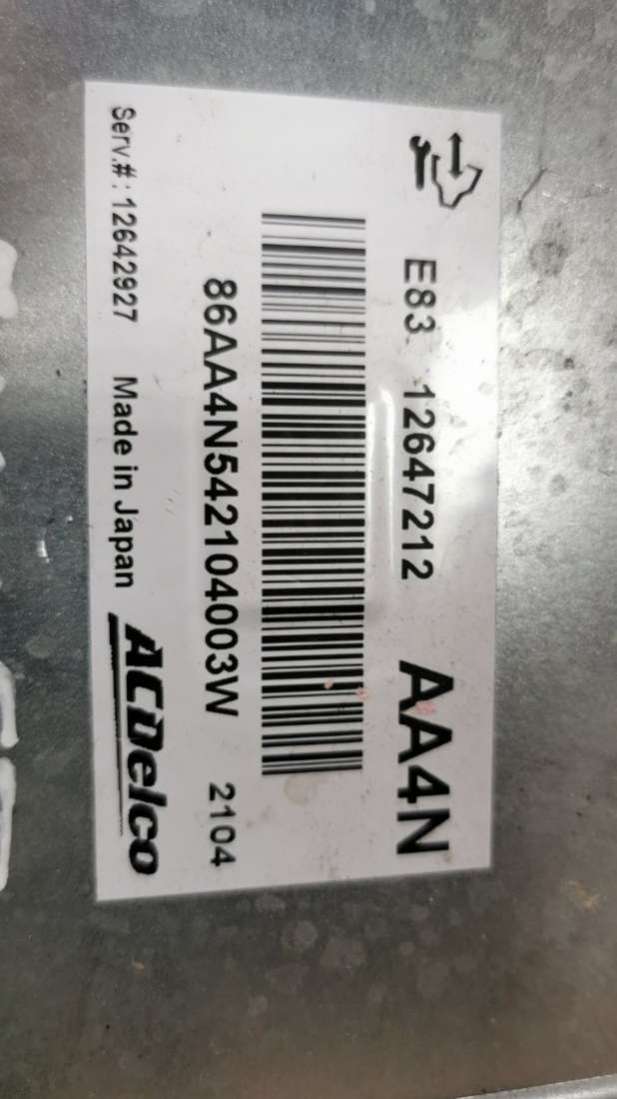 E83 12647212 AA4N
86AA4N542104003W 2104
Serv.#: 12642927 Made in Japan ACDelco